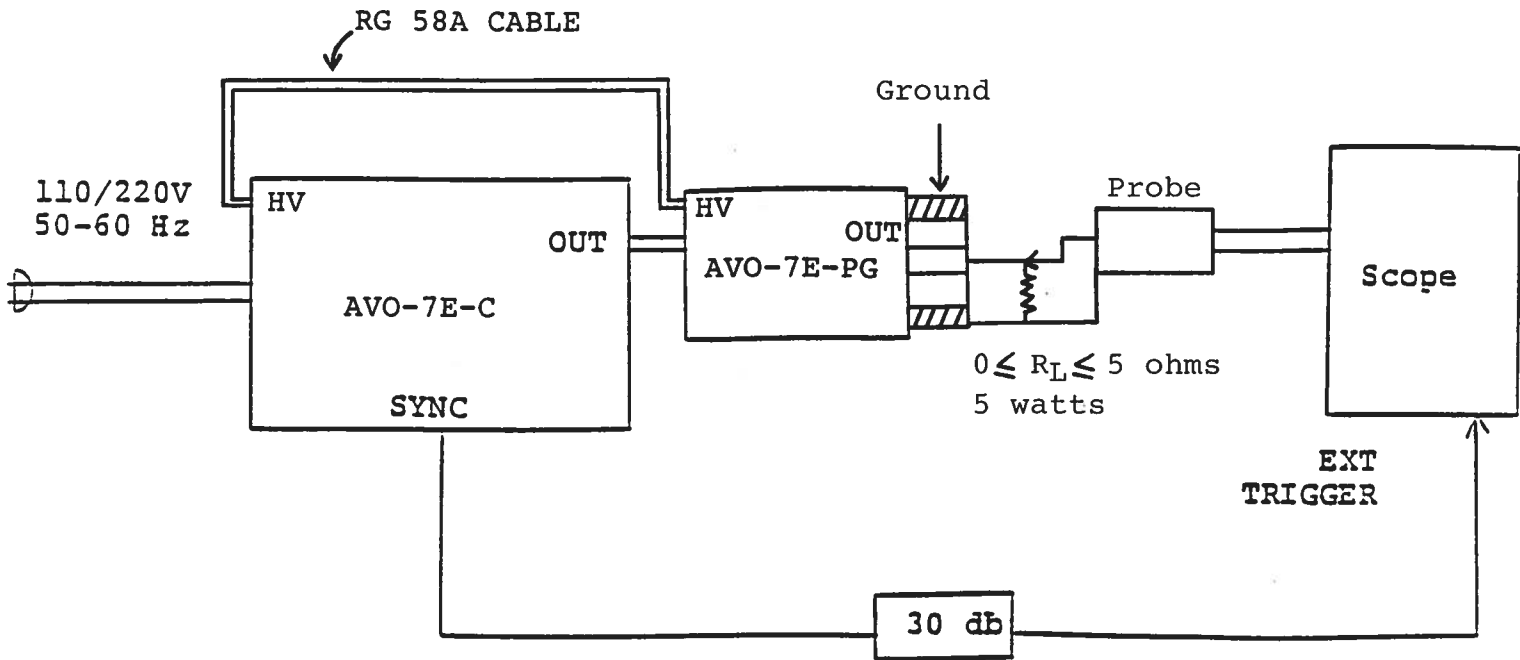 RG 58A CABLE
Ground
110/220V
50-60 Hz
HV
OUT
AVO-7E-C
SYNC
HV
OUT
AVO-7E-PG
Probe
Scope
0 ≤ R_L ≤ 5 ohms
5 watts
EXT
TRIGGER
30 db